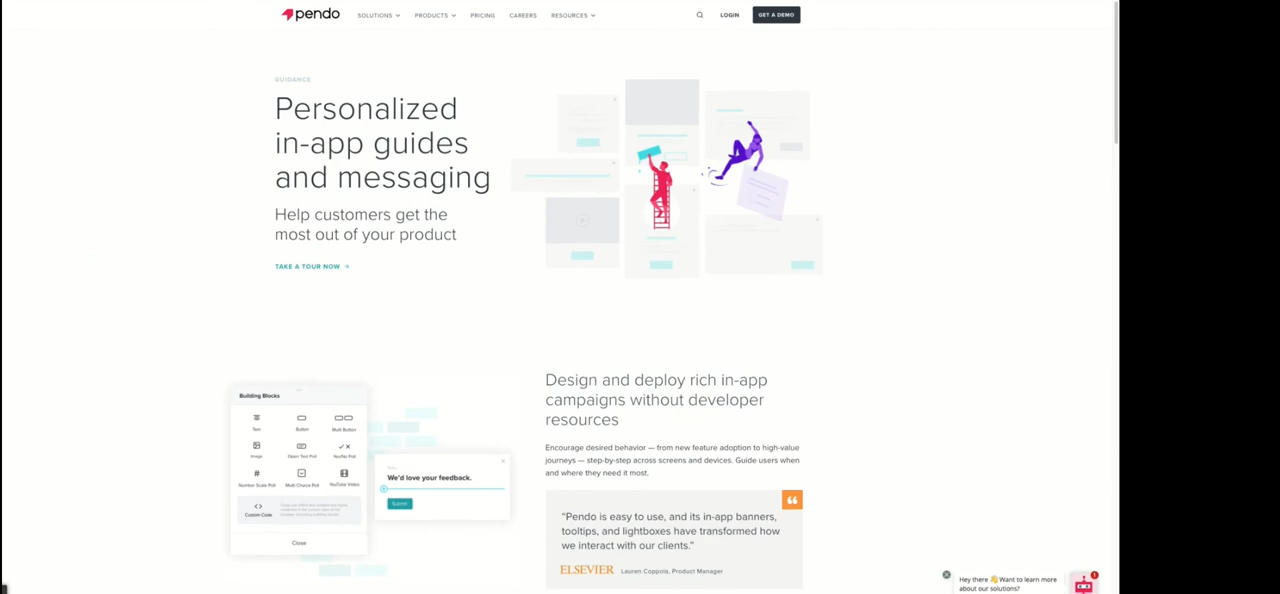 pendo
SOLUTIONS
PRODUCTS
PRICING
CAREERS
RESOURCES
LOGIN
GET A DEMO
GUIDANCE
Personalized
in-app guides
and messaging
Help customers get the
most out of your product
TAKE A TOUR NOW →
Building Blocks
Text
Button
Multi Button
Image
Open Text Poll
Yes/No Poll
Number Scale Poll
Multi Choice Poll
YouTube Video
Custom Code
Close
We'd love your feedback.
Submit
Design and deploy rich in-app
campaigns without developer
resources
Encourage desired behavior — from new feature adoption to high-value
journeys — step-by-step across screens and devices. Guide users when
and where they need it most.
“Pendo is easy to use, and its in-app banners,
tooltips, and lightboxes have transformed how
we interact with our clients.”
ELSEVIER Lauren Coppola, Product Manager
Hey there 👋 Want to learn more
about our solutions?
1